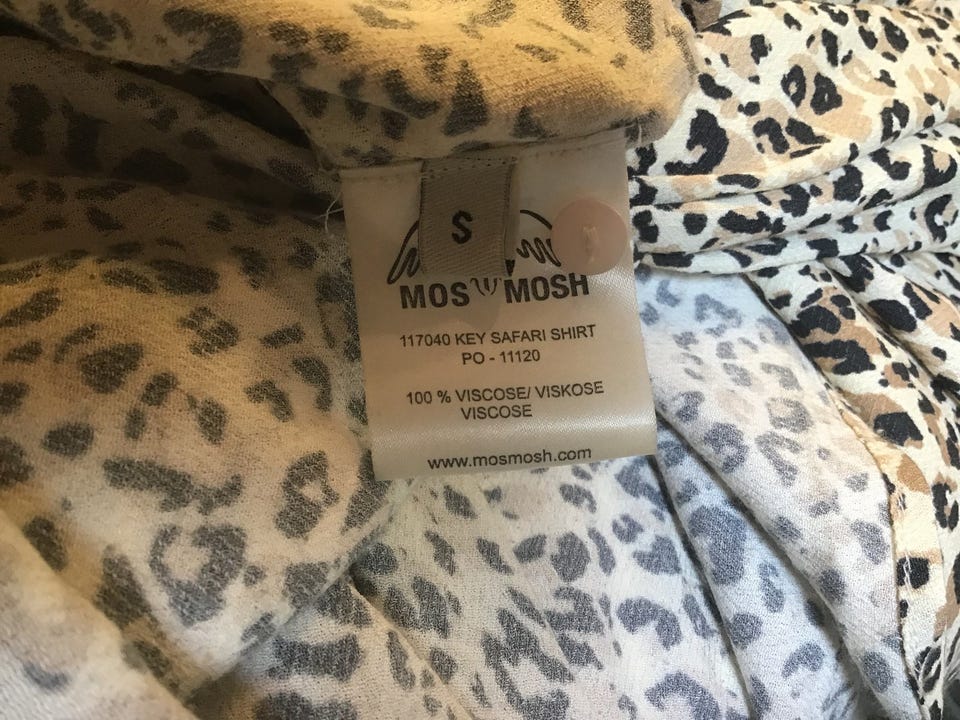 S
MOS MOSH
117040 KEY SAFARI SHIRT
PO - 11120
100 % VISCOSE/ VISKOSE
VISCOSE
www.mosmosh.com